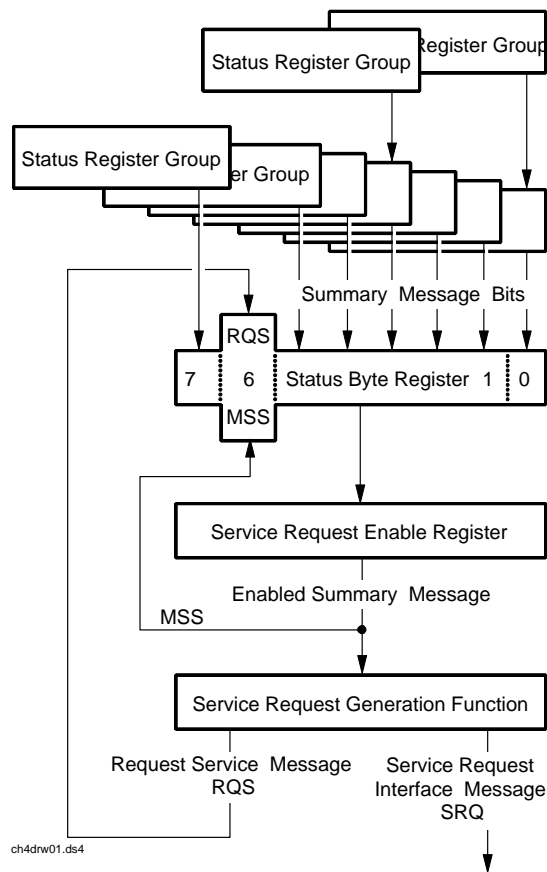 Register Group
Status Register Group
Status Register Group
er Group
Summary Message Bits
RQS
7 6 Status Byte Register 1 0
MSS
Service Request Enable Register
Enabled Summary Message
MSS
Service Request Generation Function
Request Service Message
RQS
Service Request
Interface Message
SRQ
ch4drw01.ds4